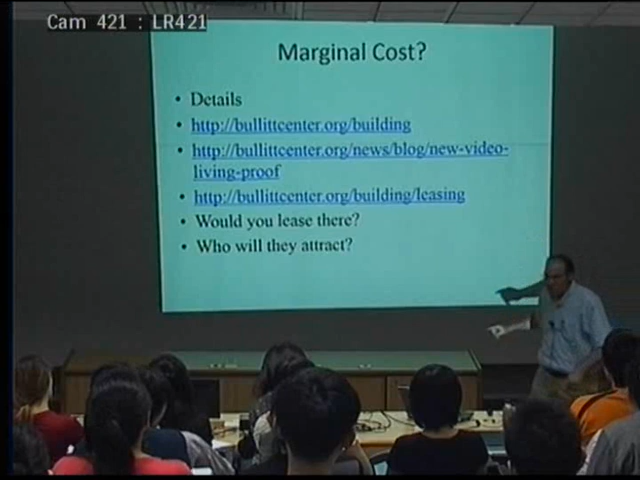 Cam 421 : LR421
Marginal Cost?
• Details
• http://bullittcenter.org/building
• http://bullittcenter.org/news/blog/new-video-
living-proof
• http://bullittcenter.org/building/leasing
• Would you lease there?
• Who will they attract?